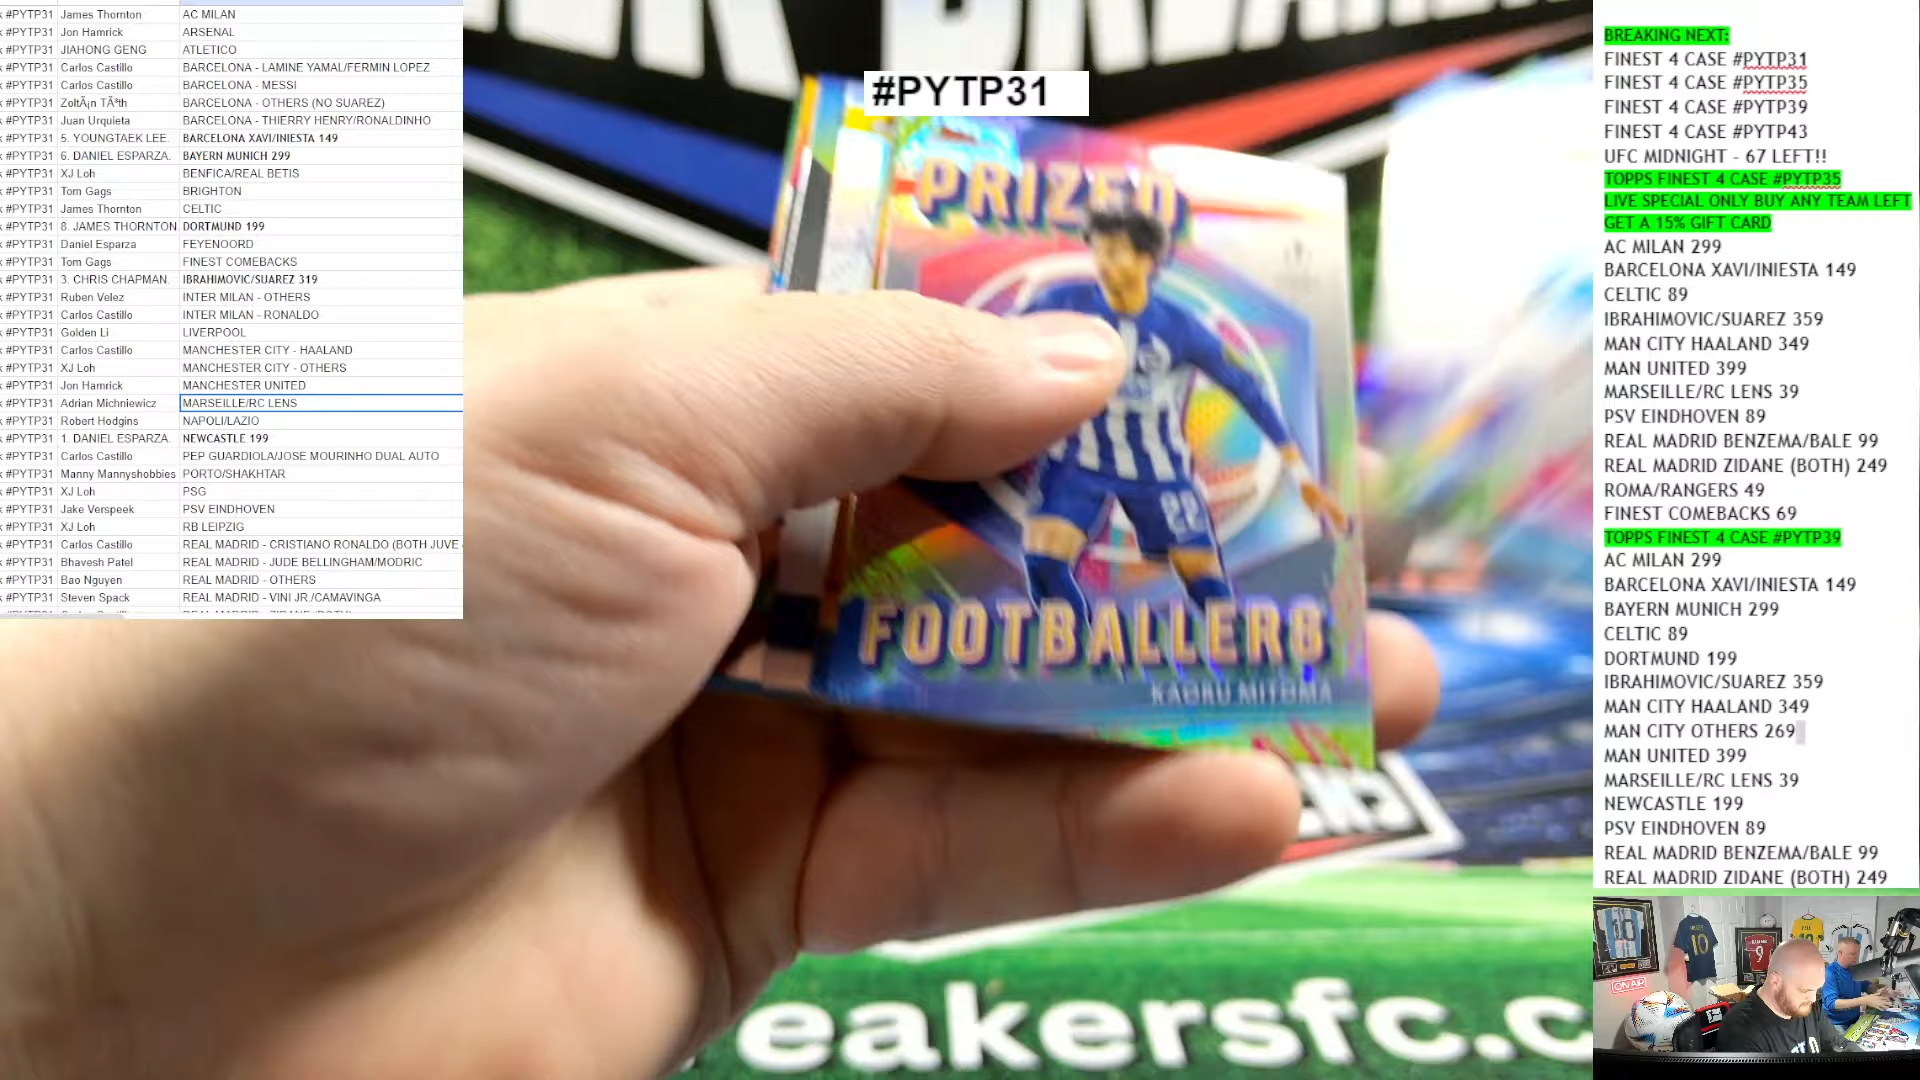 #PYTP31 James Thornton AC MILAN
#PYTP31 Jon Hamrick ARSENAL
#PYTP31 JIAHONG GENG ATLETICO
#PYTP31 Carlos Castillo BARCELONA - LAMINE YAMAL/FERMIN LOPEZ
#PYTP31 Carlos Castillo BARCELONA - MESSI
#PYTP31 ZoltÃ¡n TÃªth BARCELONA - OTHERS (NO SUAREZ)
#PYTP31 Juan Urquieta BARCELONA - THIERRY HENRY/RONALDINHO
#PYTP31 5. YOUNGTAEK LEE. BARCELONA XAVI/INIESTA 149
#PYTP31 6. DANIEL ESPARZA. BAYERN MUNICH 299
#PYTP31 XJ Loh BENFICA/REAL BETIS
#PYTP31 Tom Gags BRIGHTON
#PYTP31 James Thornton CELTIC
#PYTP31 8. JAMES THORNTON. DORTMUND 199
#PYTP31 Daniel Esparza FEYENOORD
#PYTP31 Tom Gags FINEST COMEBACKS
#PYTP31 3. CHRIS CHAPMAN. IBRAHIMOVIC/SUAREZ 319
#PYTP31 Ruben Velez INTER MILAN - OTHERS
#PYTP31 Carlos Castillo INTER MILAN - RONALDO
#PYTP31 Golden Li LIVERPOOL
#PYTP31 Carlos Castillo MANCHESTER CITY - HAALAND
#PYTP31 XJ Loh MANCHESTER CITY - OTHERS
#PYTP31 Jon Hamrick MANCHESTER UNITED
#PYTP31 Adrian Michniewicz MARSEILLE/RC LENS
#PYTP31 Robert Hodgins NAPOLI/LAZIO
#PYTP31 1. DANIEL ESPARZA. NEWCASTLE 199
#PYTP31 Carlos Castillo PEP GUARDIOLA/JOSE MOURINHO DUAL AUTO
#PYTP31 Manny Mannyshobbies PORTO/SHAKHTAR
#PYTP31 XJ Loh PSG
#PYTP31 Jake Verspeek PSV EINDHOVEN
#PYTP31 XJ Loh RB LEIPZIG
#PYTP31 Carlos Castillo REAL MADRID - CRISTIANO RONALDO (BOTH JUVE
#PYTP31 Bhavesh Patel REAL MADRID - JUDE BELLINGHAM/MODRIC
#PYTP31 Bao Nguyen REAL MADRID - OTHERS
#PYTP31 Steven Spack REAL MADRID - VINI JR./CAMAVINGA
#PYTP31
PRIZED
22
FOOTBALLERS
KAORU MITOMA
eakersfc.c
BREAKING NEXT:
FINEST 4 CASE #PYTP31
FINEST 4 CASE #PYTP35
FINEST 4 CASE #PYTP39
FINEST 4 CASE #PYTP43
UFC MIDNIGHT - 67 LEFT!!
TOPPS FINEST 4 CASE #PYTP35
LIVE SPECIAL ONLY BUY ANY TEAM LEFT
GET A 15% GIFT CARD
AC MILAN 299
BARCELONA XAVI/INIESTA 149
CELTIC 89
IBRAHIMOVIC/SUAREZ 359
MAN CITY HAALAND 349
MAN UNITED 399
MARSEILLE/RC LENS 39
PSV EINDHOVEN 89
REAL MADRID BENZEMA/BALE 99
REAL MADRID ZIDANE (BOTH) 249
ROMA/RANGERS 49
FINEST COMEBACKS 69
TOPPS FINEST 4 CASE #PYTP39
AC MILAN 299
BARCELONA XAVI/INIESTA 149
BAYERN MUNICH 299
CELTIC 89
DORTMUND 199
IBRAHIMOVIC/SUAREZ 359
MAN CITY HAALAND 349
MAN CITY OTHERS 269
MAN UNITED 399
MARSEILLE/RC LENS 39
NEWCASTLE 199
PSV EINDHOVEN 89
REAL MADRID BENZEMA/BALE 99
REAL MADRID ZIDANE (BOTH) 249
10
9
ON AIR